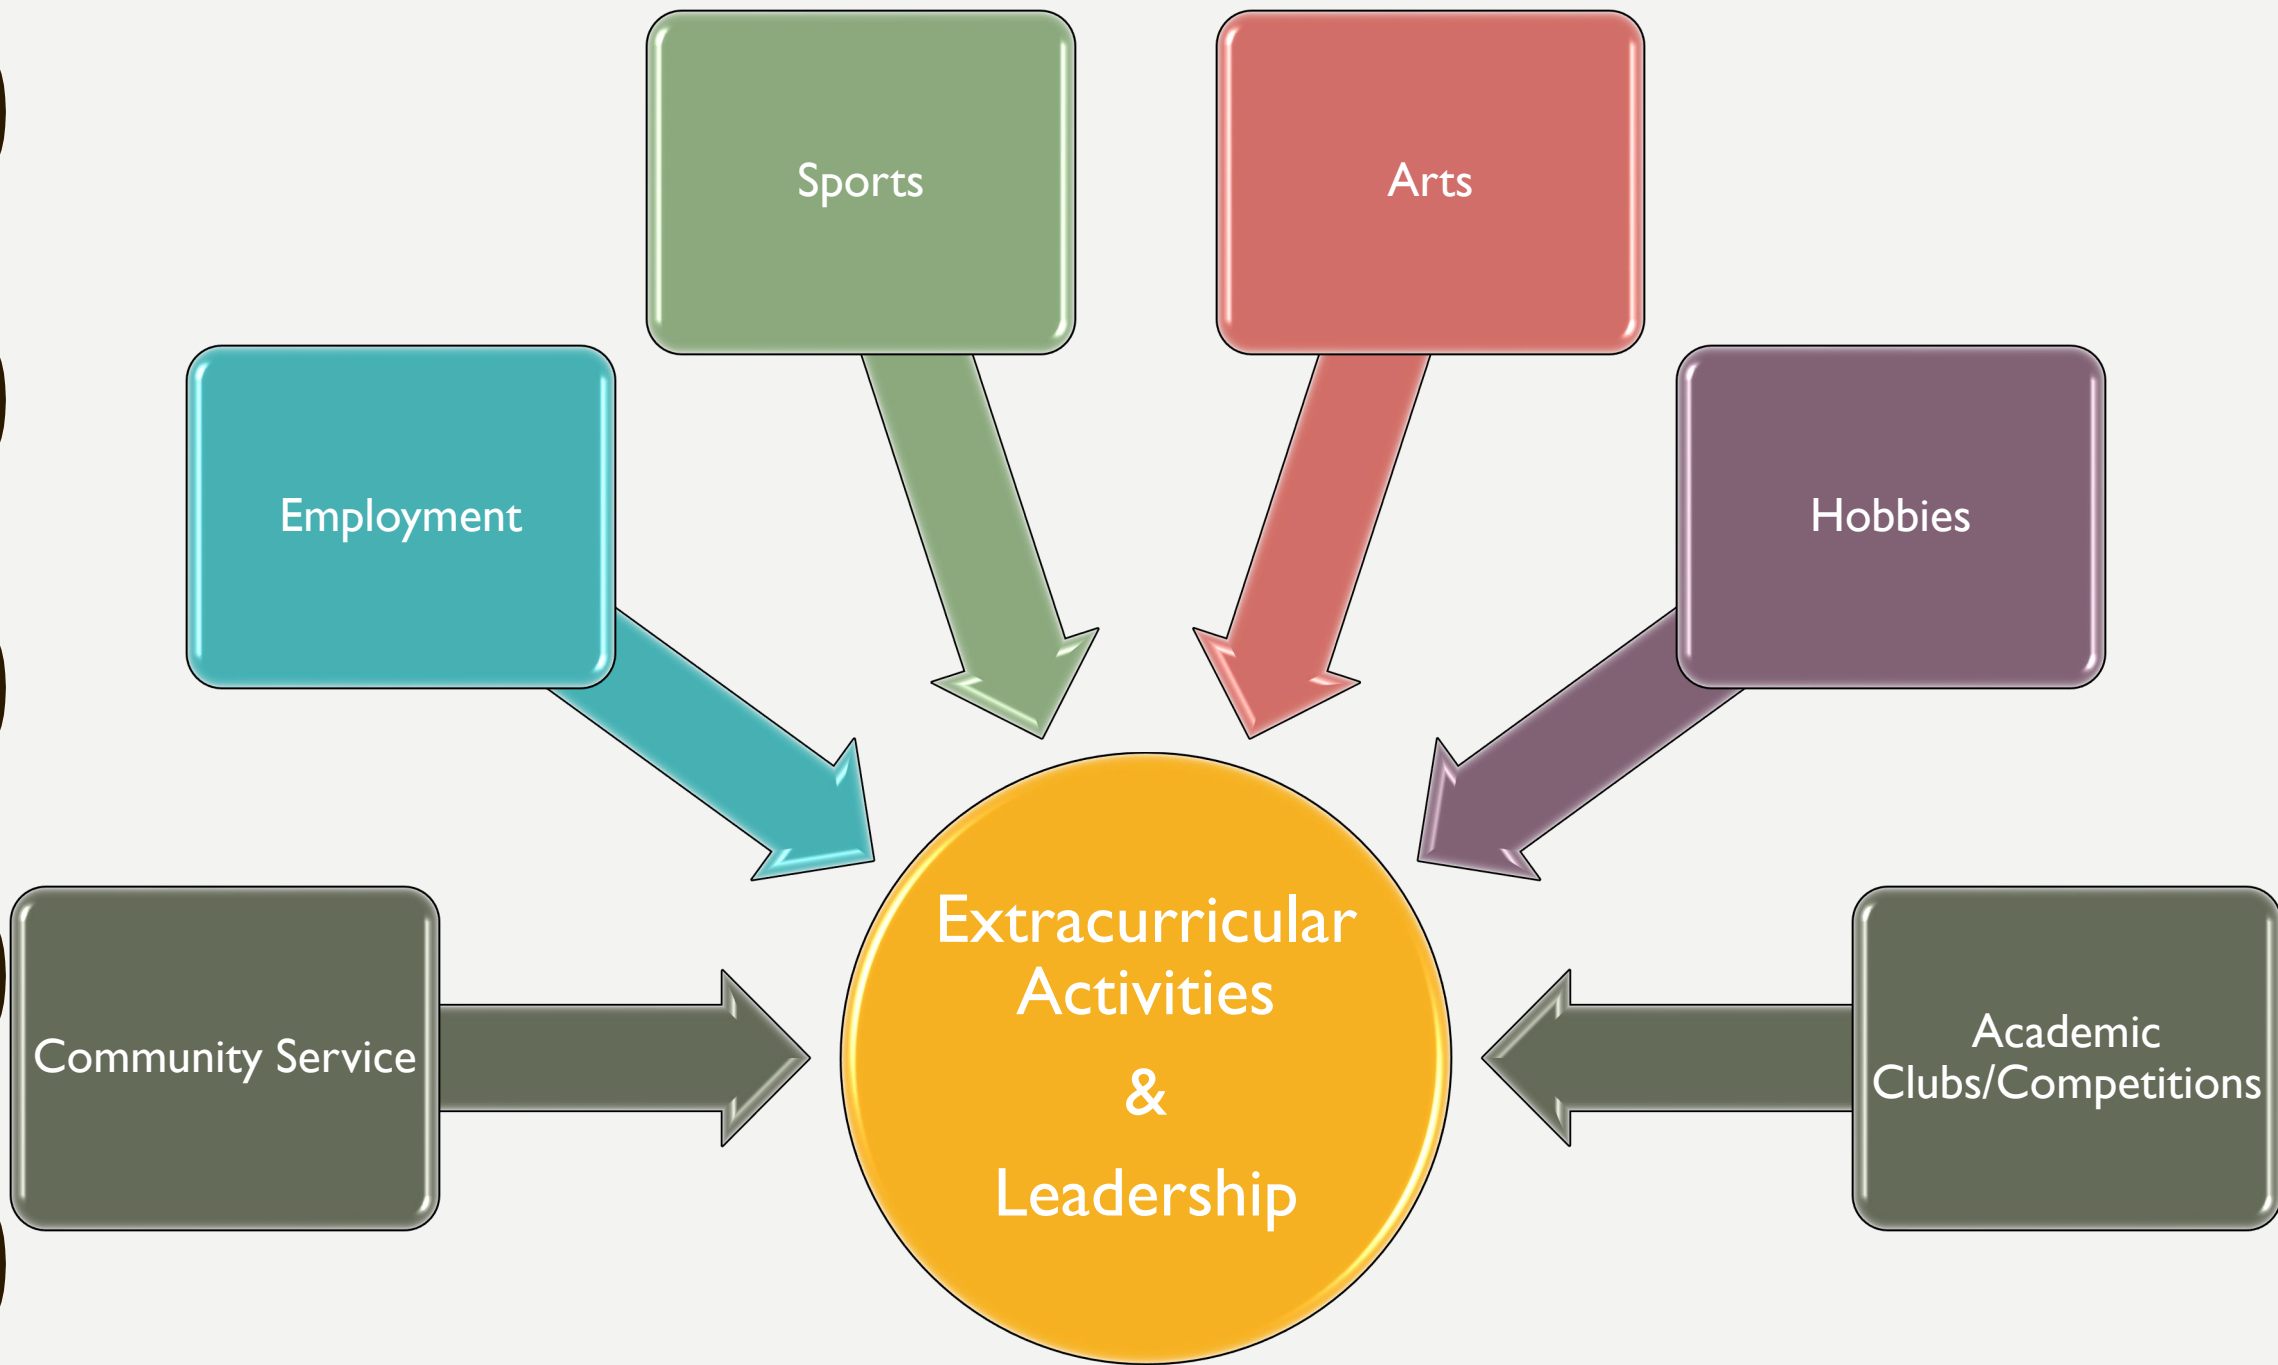 Sports
Arts
Employment
Hobbies
Community Service
Extracurricular
Activities
&
Leadership
Academic
Clubs/Competitions